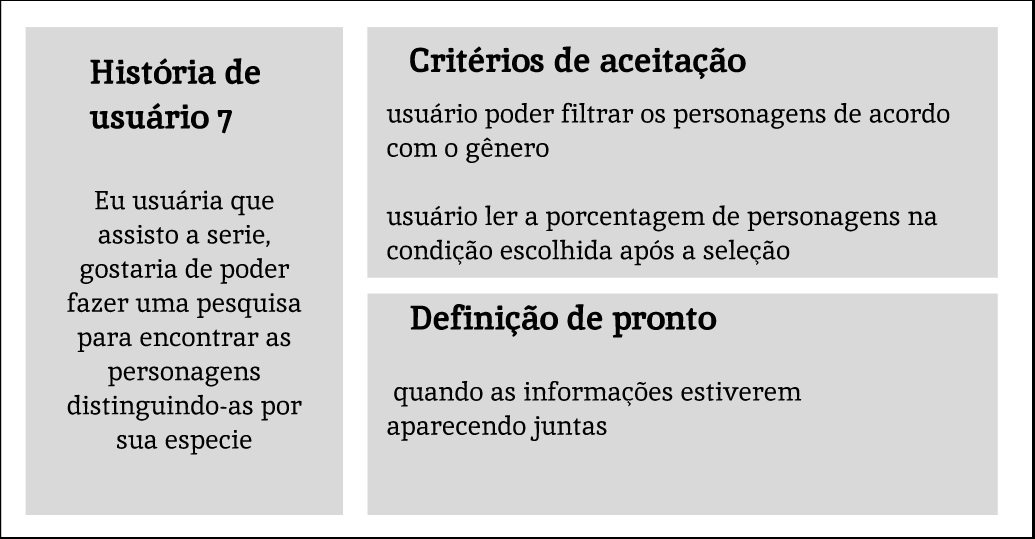 História de
usuário 7
Eu usuária que
assisto a serie,
gostaria de poder
fazer uma pesquisa
para encontrar as
personagens
distinguindo-as por
sua especie
Critérios de aceitação
usuário poder filtrar os personagens de acordo
com o gênero
usuário ler a porcentagem de personagens na
condição escolhida após a seleção
Definição de pronto
quando as informações estiverem
aparecendo juntas